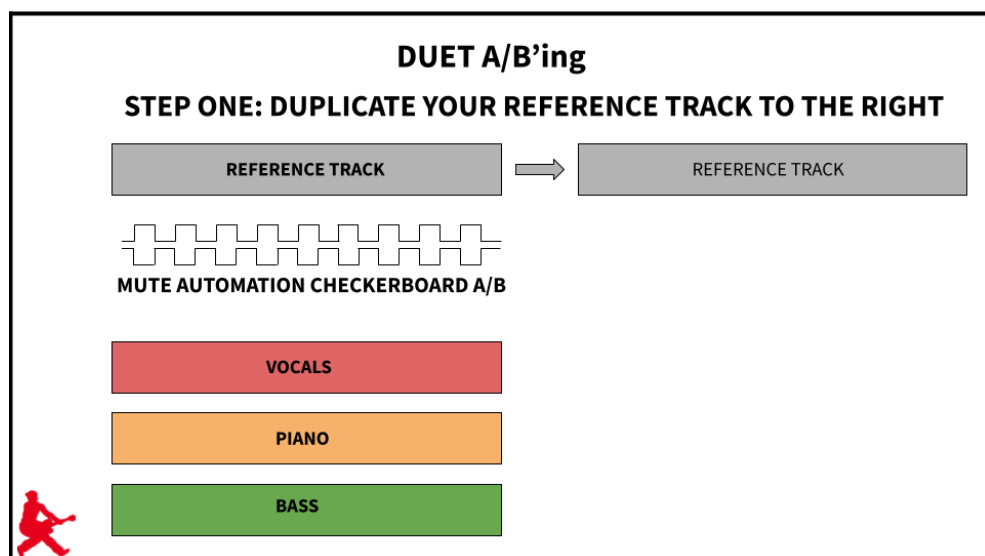 DUET A/B’ing
STEP ONE: DUPLICATE YOUR REFERENCE TRACK TO THE RIGHT
REFERENCE TRACK
REFERENCE TRACK
MUTE AUTOMATION CHECKERBOARD A/B
VOCALS
PIANO
BASS